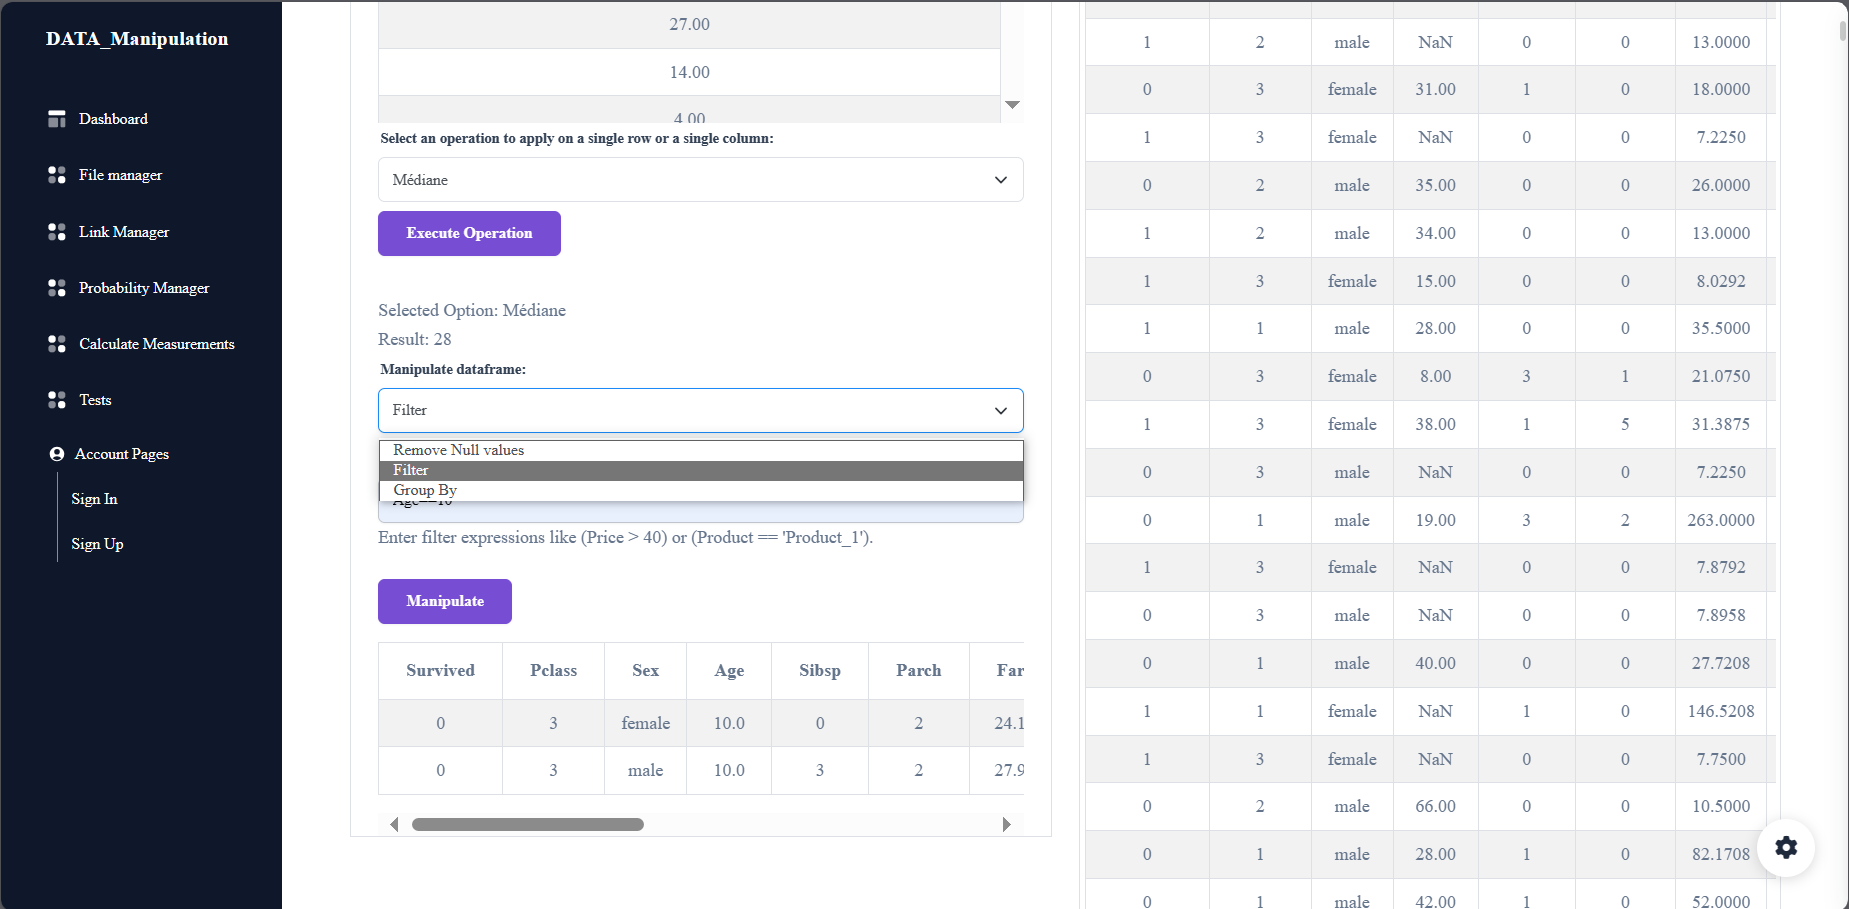 DATA_Manipulation
Dashboard
File manager
Link Manager
Probability Manager
Calculate Measurements
Tests
Account Pages
Sign In
Sign Up
27.00
14.00
4.00
Select an operation to apply on a single row or a single column:
Médiane
Execute Operation
Selected Option: Médiane
Result: 28
Manipulate dataframe:
Filter
Remove Null values
Filter
Group By
Age==10
Enter filter expressions like (Price > 40) or (Product == 'Product_1').
Manipulate
Survived Pclass Sex Age Sibsp Parch Far
0 3 female 10.0 0 2 24.1
0 3 male 10.0 3 2 27.9
1 2 male NaN 0 0 13.0000
0 3 female 31.00 1 0 18.0000
1 3 female NaN 0 0 7.2250
0 2 male 35.00 0 0 26.0000
1 2 male 34.00 0 0 13.0000
1 3 female 15.00 0 0 8.0292
1 1 male 28.00 0 0 35.5000
0 3 female 8.00 3 1 21.0750
1 3 female 38.00 1 5 31.3875
0 3 male NaN 0 0 7.2250
0 1 male 19.00 3 2 263.0000
1 3 female NaN 0 0 7.8792
0 3 male NaN 0 0 7.8958
0 1 male 40.00 0 0 27.7208
1 1 female NaN 1 0 146.5208
1 3 female NaN 0 0 7.7500
0 2 male 66.00 0 0 10.5000
0 1 male 28.00 1 0 82.1708
0 1 male 42.00 1 0 52.0000